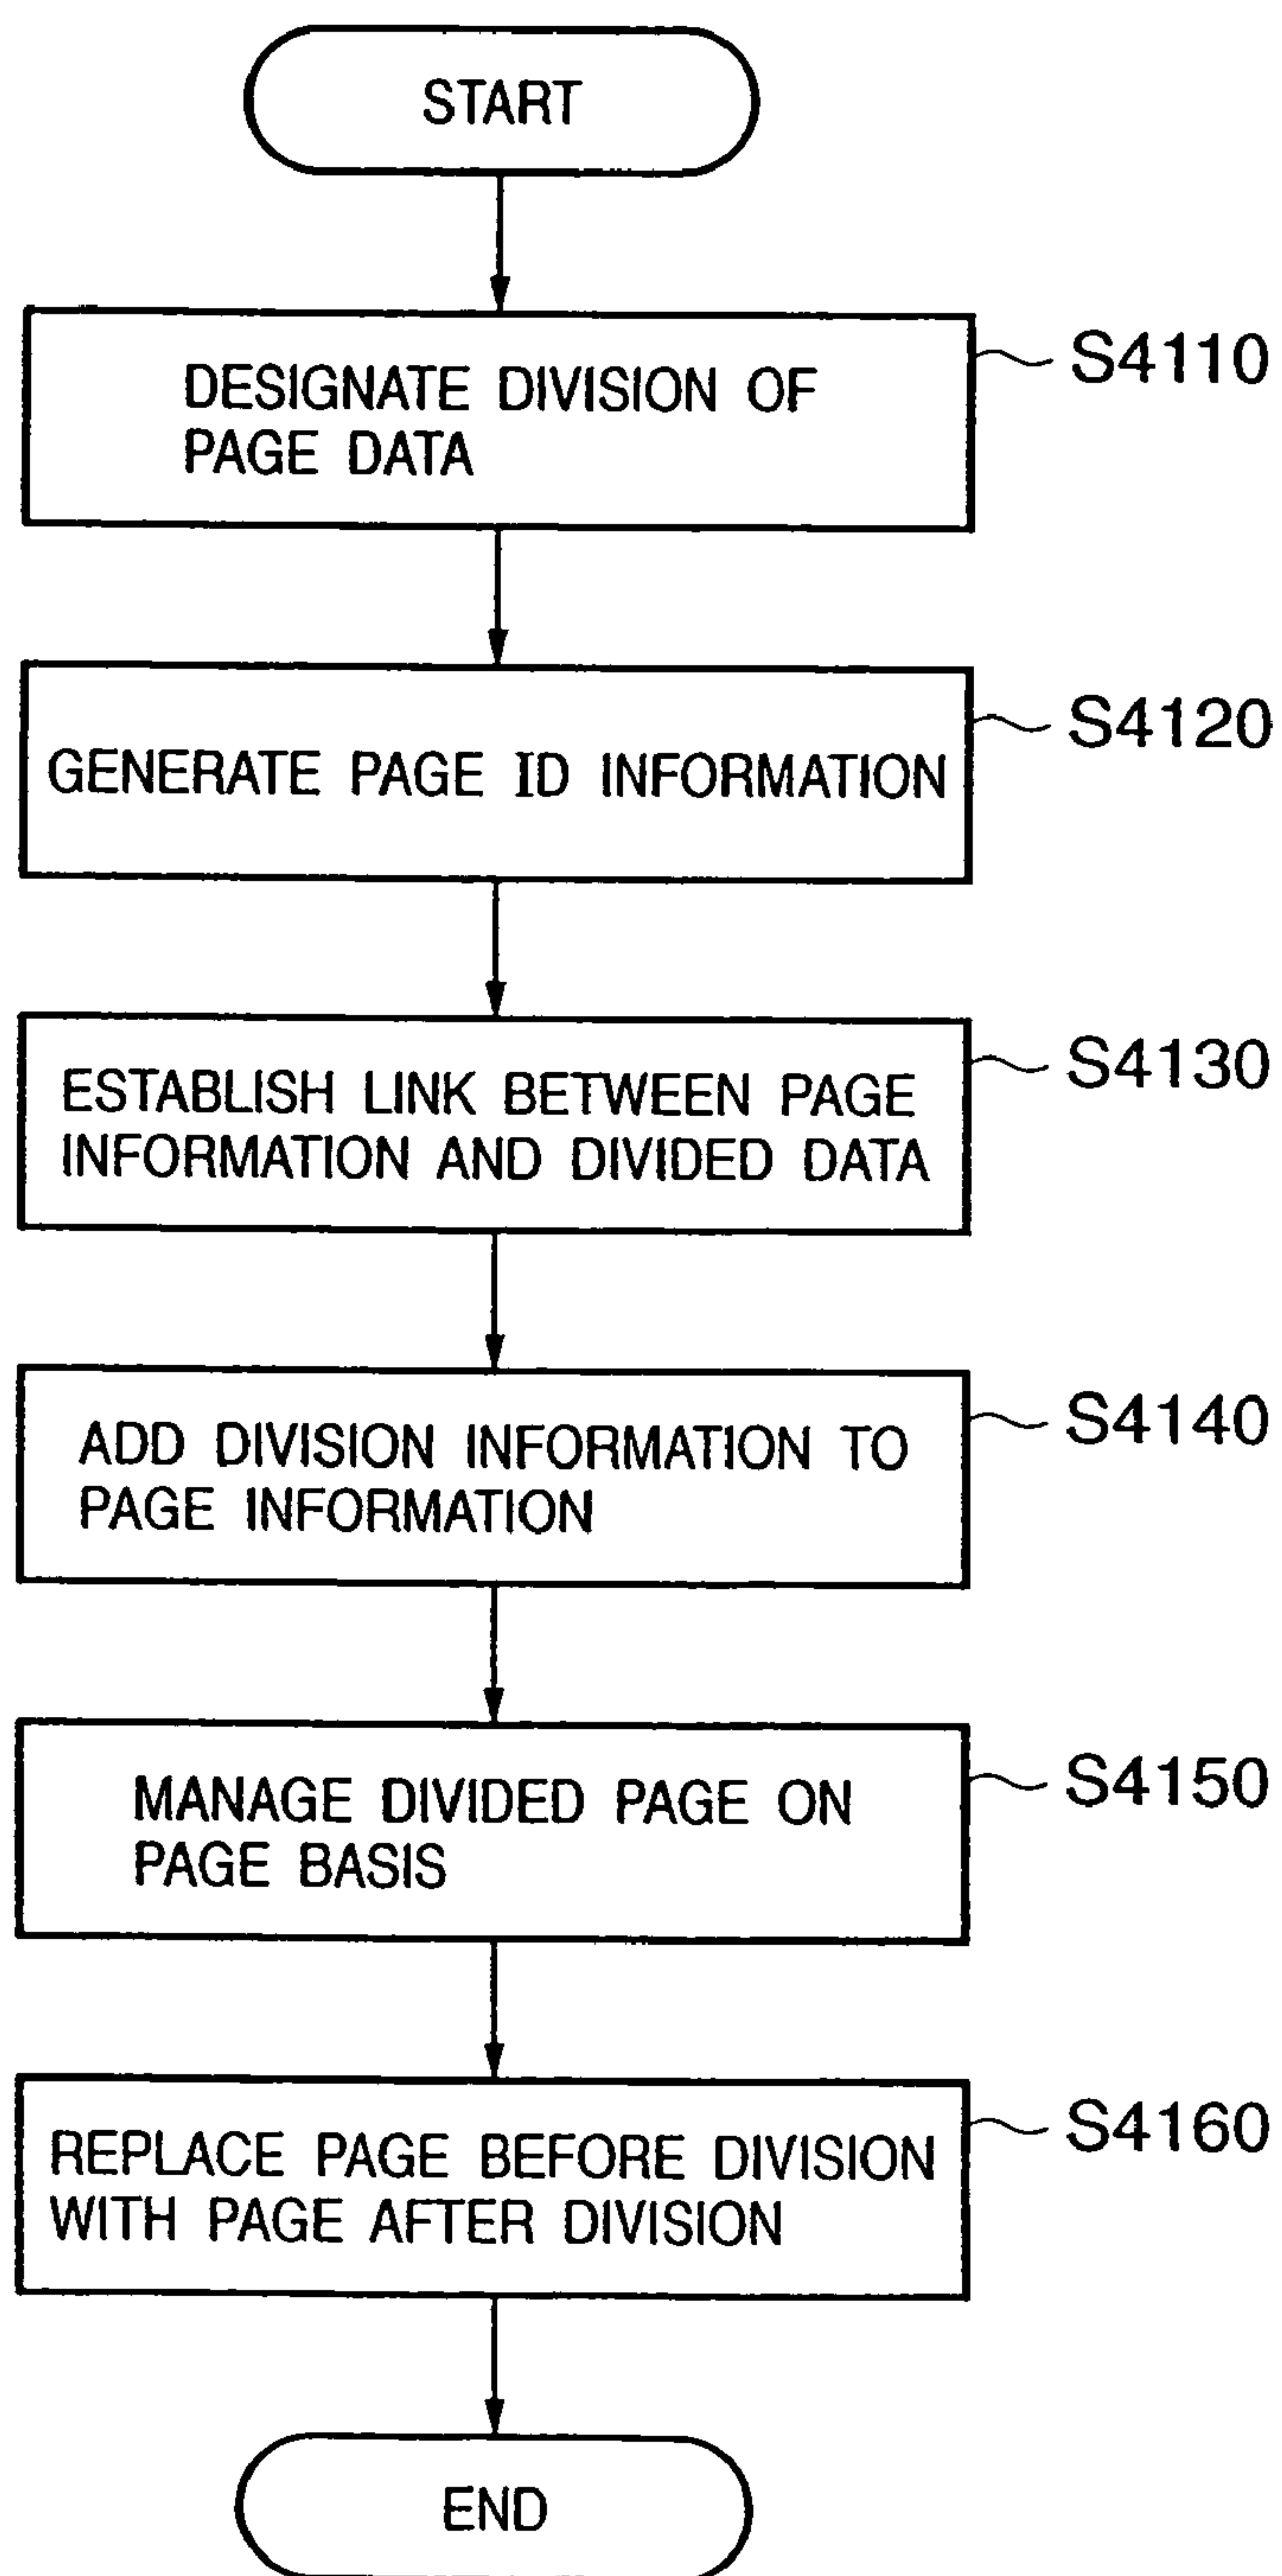 START
DESIGNATE DIVISION OF
PAGE DATA
S4110
GENERATE PAGE ID INFORMATION
S4120
ESTABLISH LINK BETWEEN PAGE
INFORMATION AND DIVIDED DATA
S4130
ADD DIVISION INFORMATION TO
PAGE INFORMATION
S4140
MANAGE DIVIDED PAGE ON
PAGE BASIS
S4150
REPLACE PAGE BEFORE DIVISION
WITH PAGE AFTER DIVISION
S4160
END